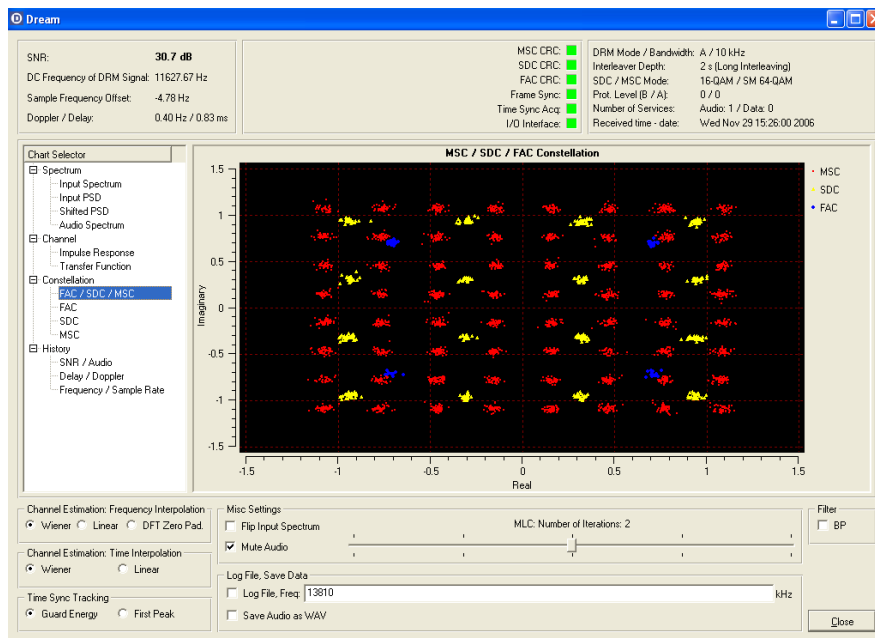 Dream
SNR: 30.7 dB
DC Frequency of DRM Signal: 11627.67 Hz
Sample Frequency Offset: -4.78 Hz
Doppler / Delay: 0.40 Hz / 0.83 ms
MSC CRC:
SDC CRC:
FAC CRC:
Frame Sync:
Time Sync Acq:
I/O Interface:
DRM Mode / Bandwidth: A / 10 kHz
Interleaver Depth: 2 s (Long Interleaving)
SDC / MSC Mode: 16-QAM / SM 64-QAM
Prot. Level (B / A): 0 / 0
Number of Services: Audio: 1 / Data: 0
Received time - date: Wed Nov 29 15:26:00 2006
Chart Selector
Spectrum
Input Spectrum
Input PSD
Shifted PSD
Audio Spectrum
Channel
Impulse Response
Transfer Function
Constellation
FAC / SDC / MSC
FAC
SDC
MSC
History
SNR / Audio
Delay / Doppler
Frequency / Sample Rate
MSC / SDC / FAC Constellation
1.5
1
0.5
0
-0.5
-1
-1.5
Imaginary
-1.5 -1 -0.5 0 0.5 1 1.5
Real
MSC
SDC
FAC
Channel Estimation: Frequency Interpolation
Wiener Linear DFT Zero Pad.
Channel Estimation: Time Interpolation
Wiener Linear
Time Sync Tracking
Guard Energy First Peak
Misc Settings
Flip Input Spectrum
Mute Audio
MLC: Number of Iterations: 2
Log File, Save Data
Log File, Freq: 13810 kHz
Save Audio as WAV
Filter
BP
Close